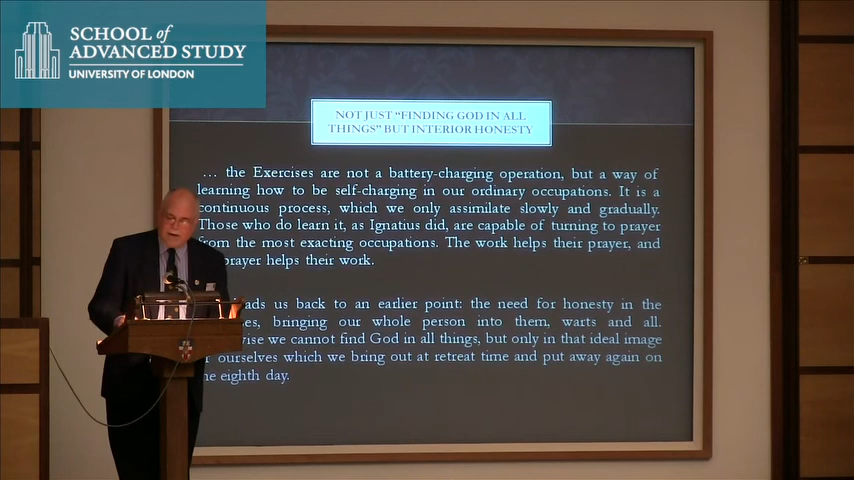 SCHOOL of
ADVANCED STUDY
UNIVERSITY OF LONDON
NOT JUST “FINDING GOD IN ALL
THINGS” BUT INTERIOR HONESTY
… the Exercises are not a battery-charging operation, but a way of
learning how to be self-charging in our ordinary occupations. It is a
continuous process, which we only assimilate slowly and gradually.
Those who do learn it, as Ignatius did, are capable of turning to prayer
from the most exacting occupations. The work helps their prayer, and
prayer helps their work.
us back to an earlier point: the need for honesty in the
bringing our whole person into them, warts and all.
we cannot find God in all things, but only in that ideal image
ourselves which we bring out at retreat time and put away again on
eighth day.